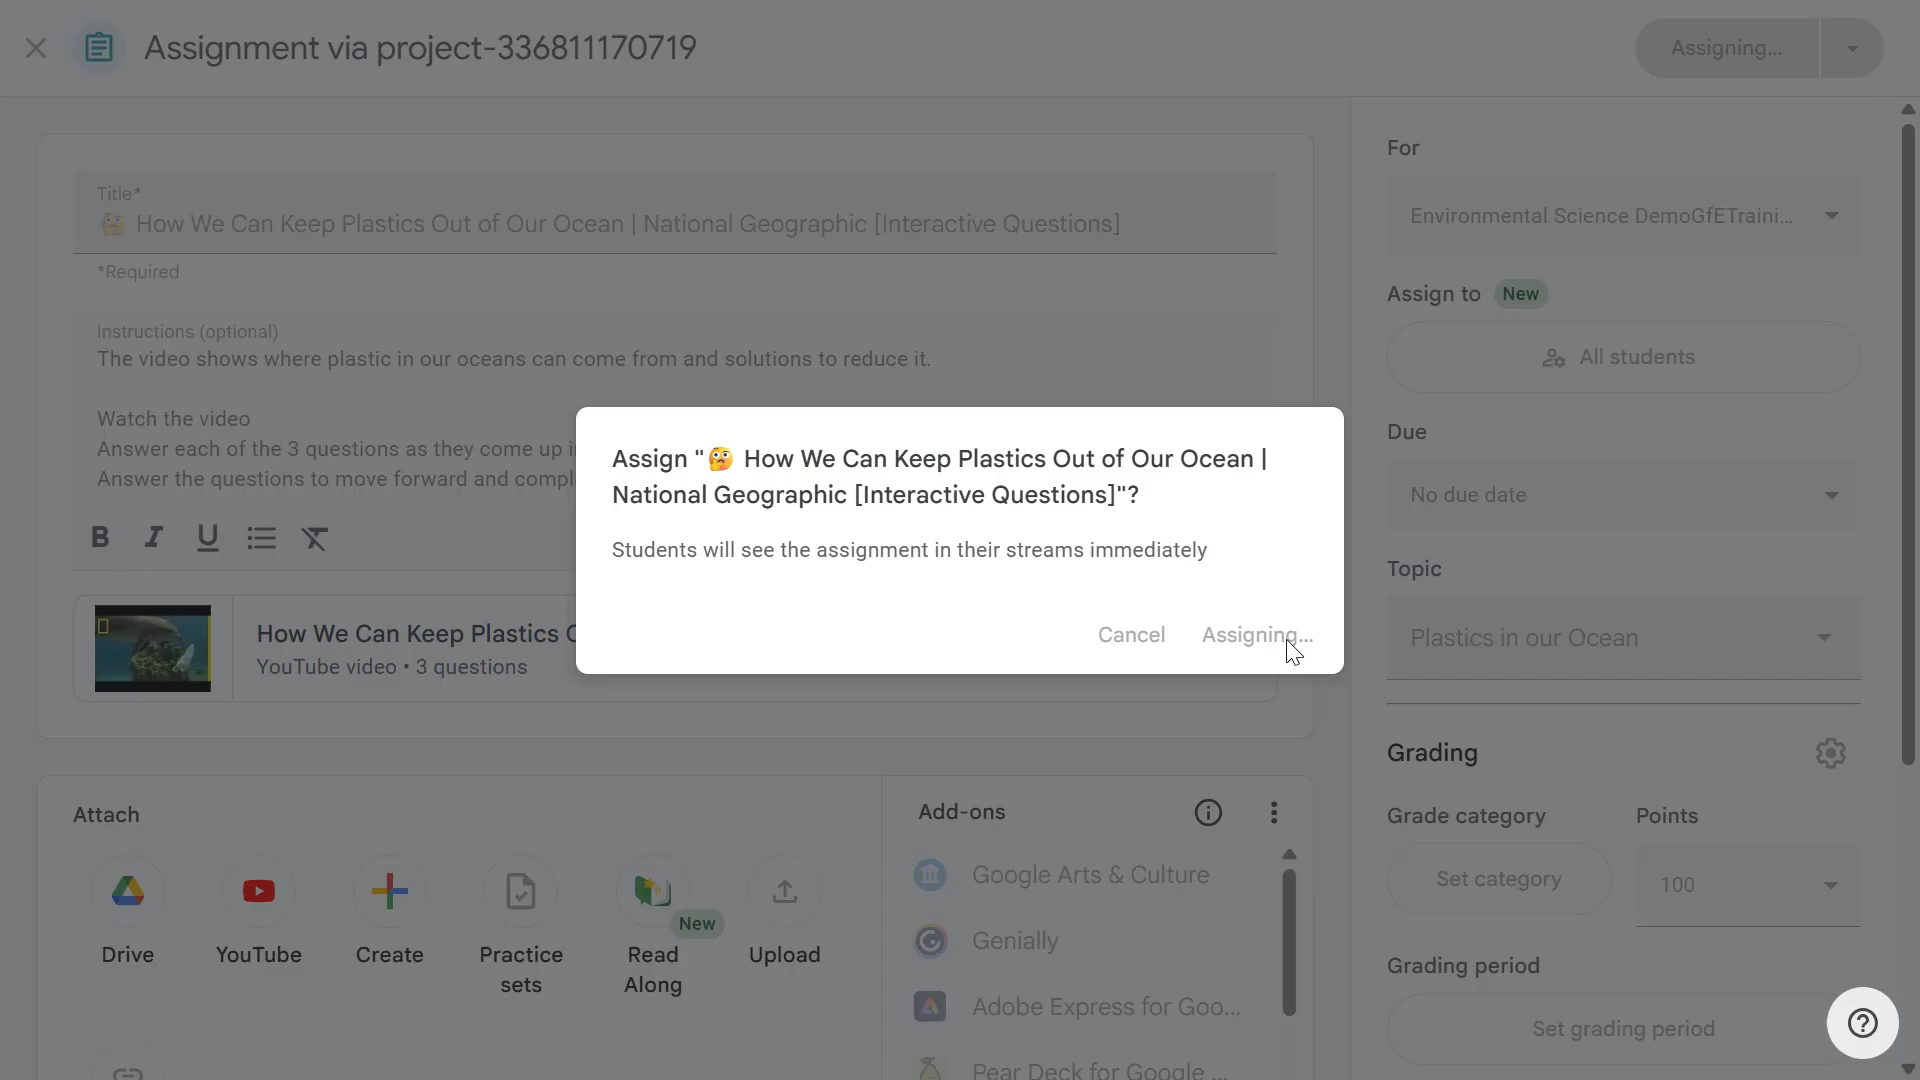 Assignment via project-336811170719
Assigning...
Title*
🤔 How We Can Keep Plastics Out of Our Ocean | National Geographic [Interactive Questions]
*Required
Instructions (optional)
The video shows where plastic in our oceans can come from and solutions to reduce it.
Watch the video
Answer each of the 3 questions as they come up
Answer the questions to move forward and
How We Can Keep Plastics
YouTube video • 3 questions
Assign "🤔 How We Can Keep Plastics Out of Our Ocean |
National Geographic [Interactive Questions]"?
Students will see the assignment in their streams immediately
Cancel
Assigning...
Attach
Drive
YouTube
Create
Practice
sets
New
Read
Along
Upload
Add-ons
Google Arts & Culture
Genially
Adobe Express for Goo...
Pear Deck for Google ...
For
Environmental Science DemoGfETraini...
Assign to New
All students
Due
No due date
Topic
Plastics in our Ocean
Grading
Grade category
Points
Set category
100
Grading period
Set grading period